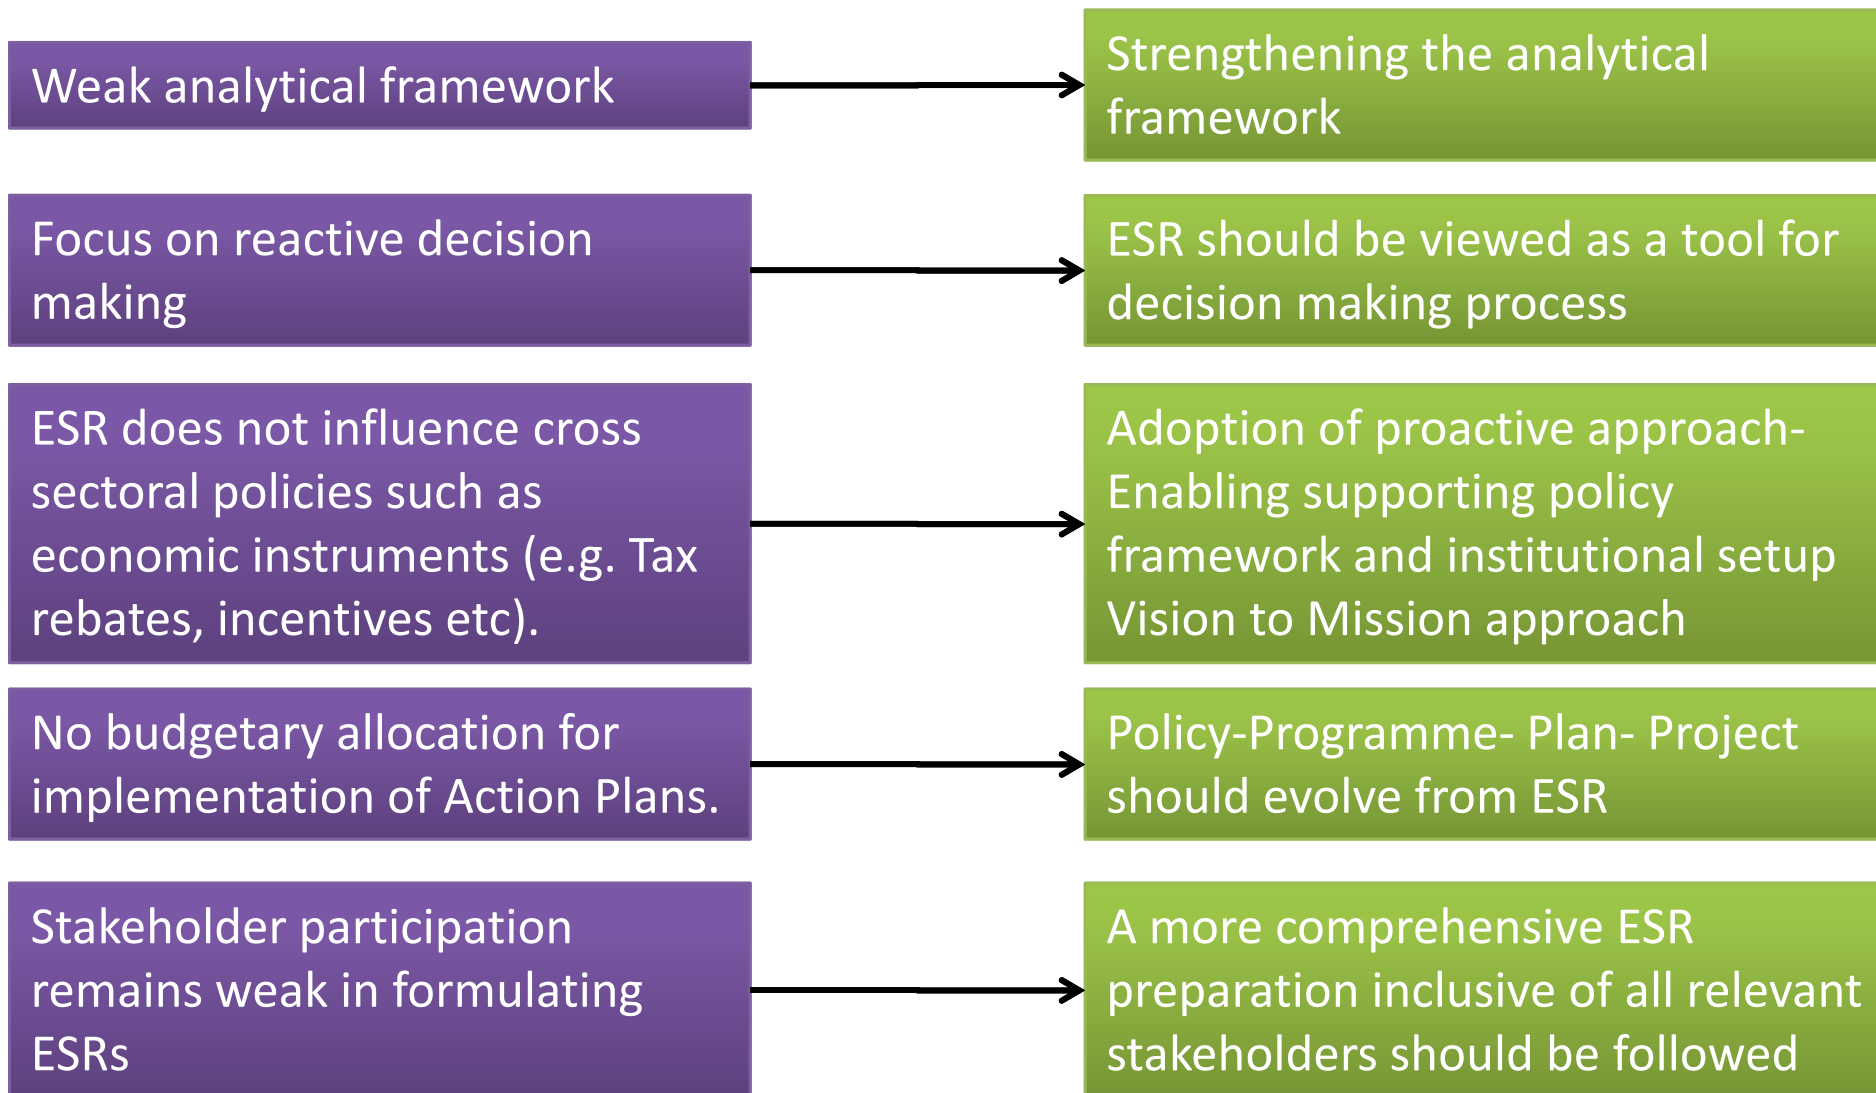 Weak analytical framework
Strengthening the analytical
framework
Focus on reactive decision
making
ESR should be viewed as a tool for
decision making process
ESR does not influence cross
sectoral policies such as
economic instruments (e.g. Tax
rebates, incentives etc).
Adoption of proactive approach-
Enabling supporting policy
framework and institutional setup
Vision to Mission approach
No budgetary allocation for
implementation of Action Plans.
Policy-Programme- Plan- Project
should evolve from ESR
Stakeholder participation
remains weak in formulating
ESRs
A more comprehensive ESR
preparation inclusive of all relevant
stakeholders should be followed